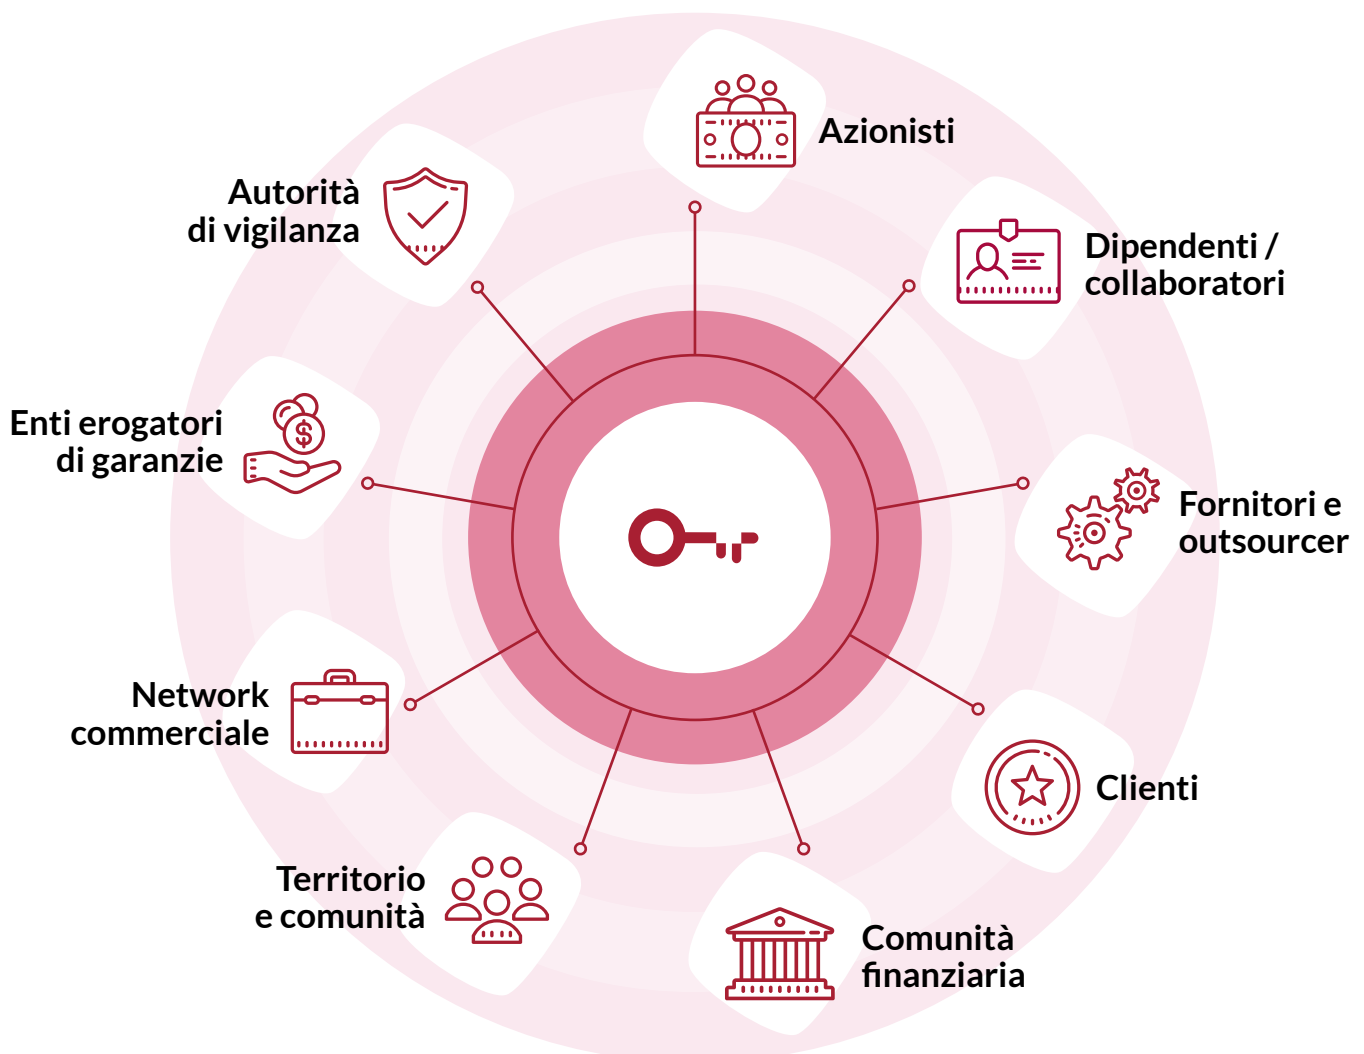 Azionisti
Dipendenti /
collaboratori
Fornitori e
outsourcer
Clienti
Comunità
finanziaria
Territorio
e comunità
Network
commerciale
Enti erogatori
di garanzie
$
Autorità
di vigilanza